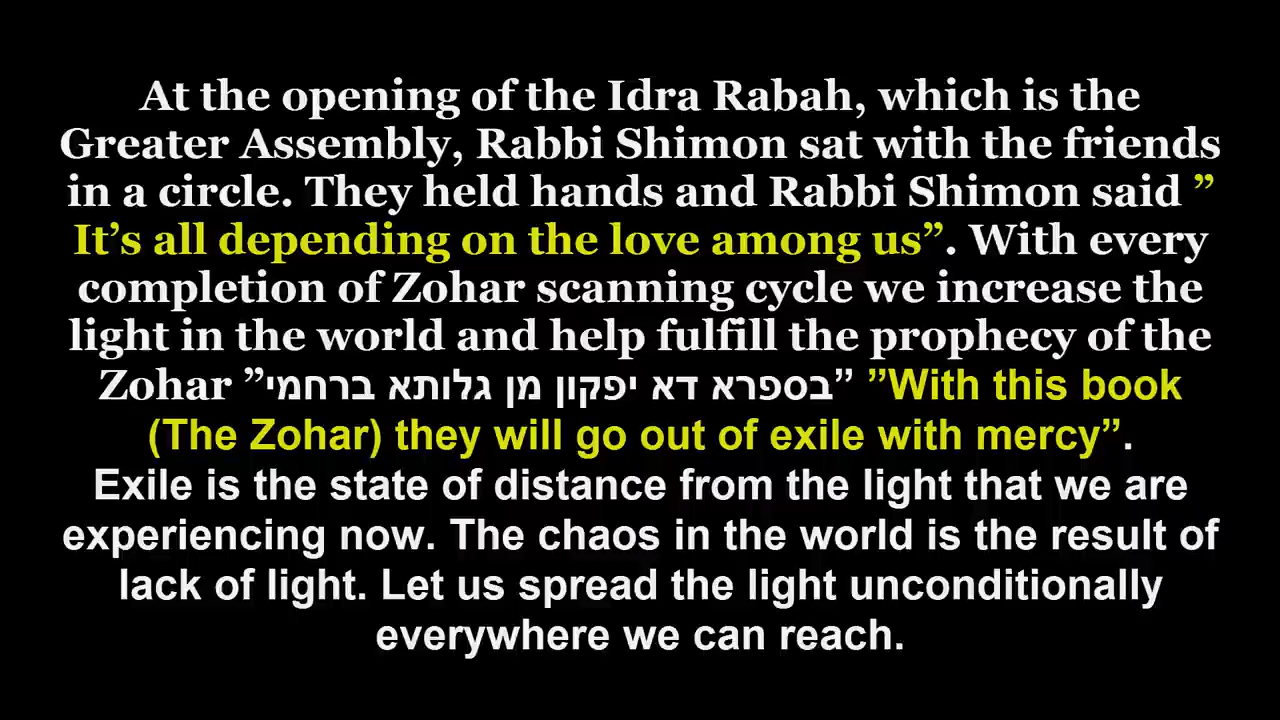 At the opening of the Idra Rabah, which is the
Greater Assembly, Rabbi Shimon sat with the friends
in a circle. They held hands and Rabbi Shimon said ”
It’s all depending on the love among us”. With every
completion of Zohar scanning cycle we increase the
light in the world and help fulfill the prophecy of the
Zohar ”בספרא דא יפקון מן גלותא ברחמי” ”With this book
(The Zohar) they will go out of exile with mercy”.
Exile is the state of distance from the light that we are
experiencing now. The chaos in the world is the result of
lack of light. Let us spread the light unconditionally
everywhere we can reach.